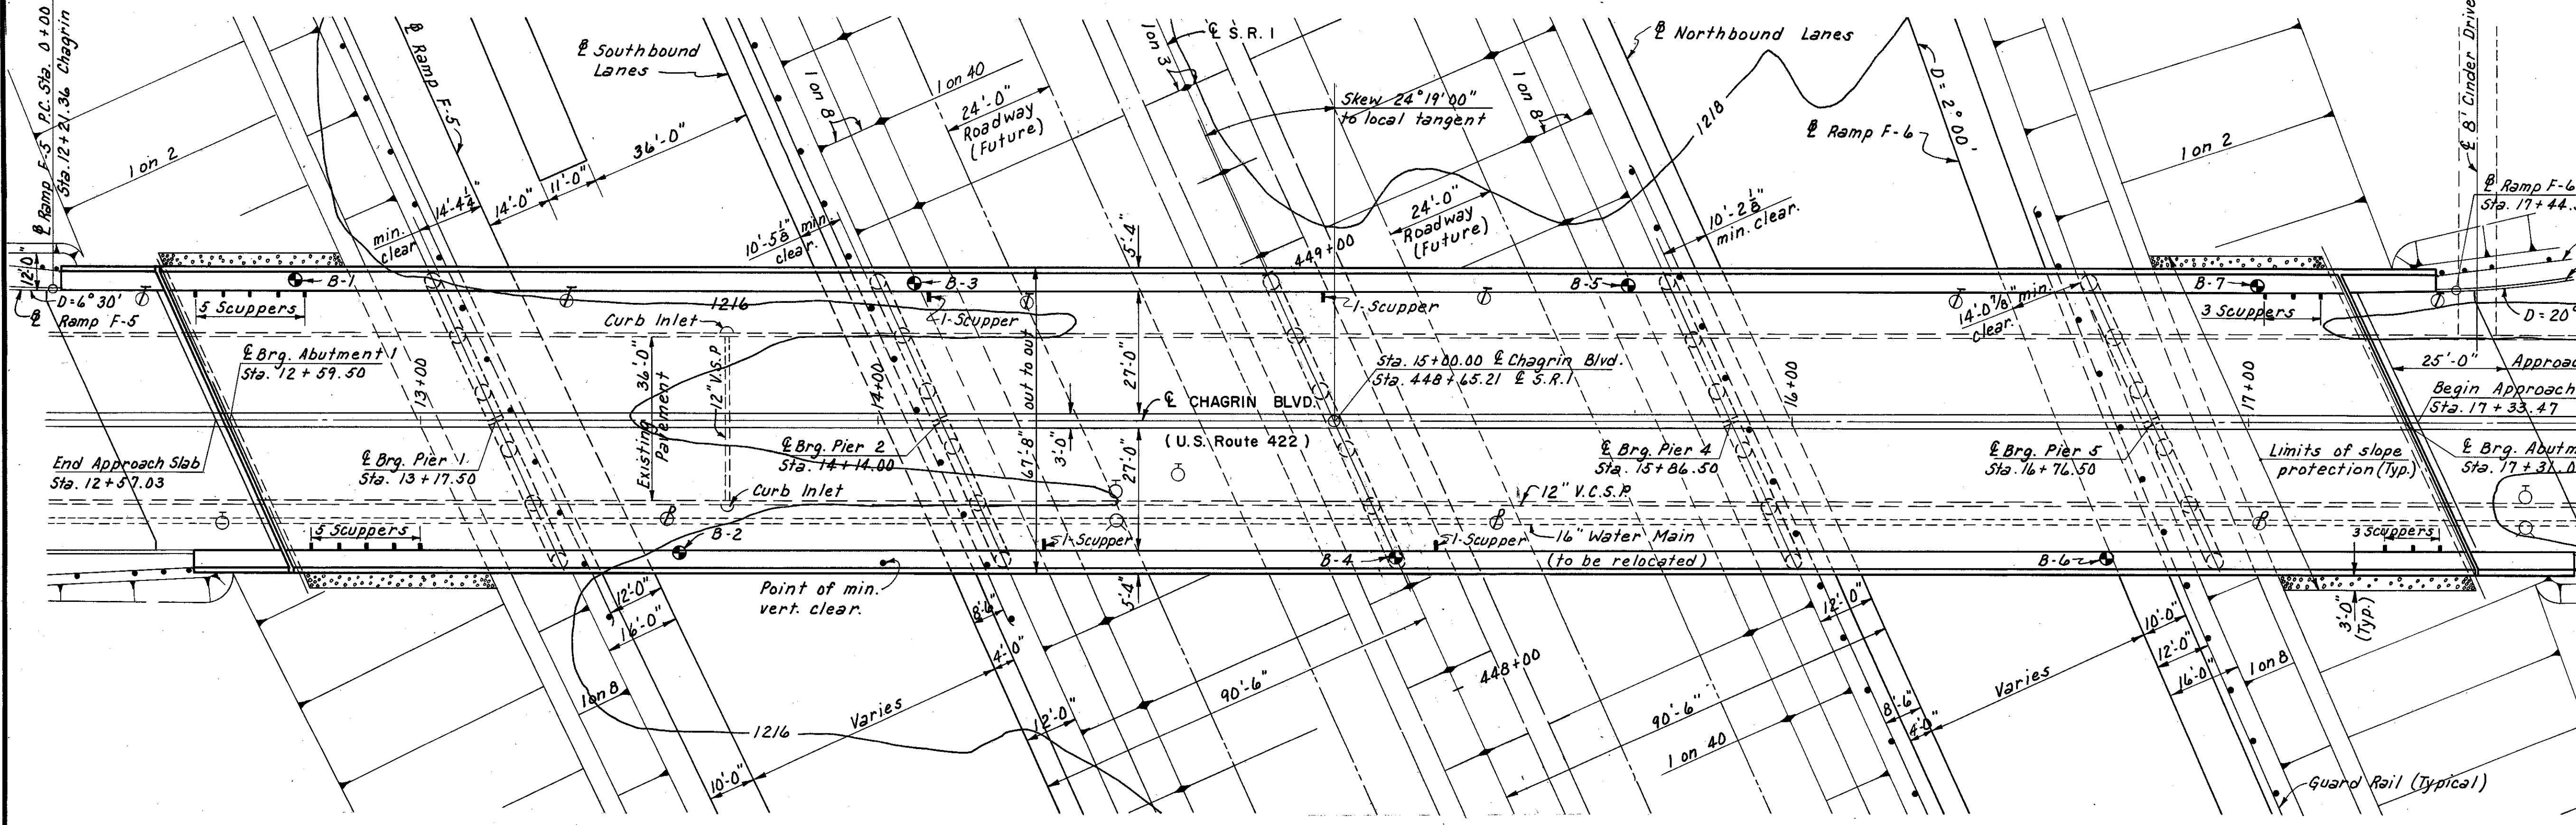 ℄ Ramp F-5 P.C. Sta. 0+00
Sta. 12+21.36 Chagrin
℄ Ramp F-5
℄ Southbound
Lanes
1 on 40
24'-0"
Roadway
(Future)
1 on 8
36'-0"
11'-0"
14'-0"
14'-4¼"
min.
clear
1 on 2
10'-5⅛" min.
clear.
1 on 3
℄ S.R. 1
Skew 24°19'00"
to local tangent
1 on 8
℄ Northbound Lanes
1218
℄ Ramp F-6
D=2°00'
1 on 2
℄ 8' Cinder Drive
℄ Ramp F-6
Sta. 17+44.
24'-0"
Roadway
(Future)
10'-2⅛"
min. clear.
449+00
5'-4"
12'-0"
D=6°30'
℄ Ramp F-5
5 Scuppers
B-1
1216
Curb Inlet
B-3
1-Scupper
1-Scupper
B-5
14'-0⅞" min.
clear.
B-7
3 Scuppers
D=20°
℄ Brg. Abutment 1
Sta. 12+59.50
13+00
Existing 36'-0"
Pavement
12" V.S.P.
14+00
67'-8" out to out
27'-0"
3'-0"
27'-0"
Sta. 15+00.00 ℄ Chagrin Blvd.
Sta. 448+65.21 ℄ S.R.1
℄ CHAGRIN BLVD.
(U.S. Route 422)
16+00
17+00
25'-0"
Begin Approach
Sta. 17+33.47
End Approach Slab
Sta. 12+57.03
℄ Brg. Pier 1
Sta. 13+17.50
℄ Brg. Pier 2
Sta. 14+14.00
℄ Brg. Pier 4
Sta. 15+86.50
℄ Brg. Pier 5
Sta. 16+76.50
Limits of slope
protection (Typ.)
℄ Brg.
Curb Inlet
12" V.C.S.P.
5 Scuppers
B-2
1-Scupper
1-Scupper
16" Water Main
(to be relocated)
B-4
B-6
3 Scuppers
Point of min.
vert. clear.
5'-4"
3'-0"
(Typ.)
12'-0"
16'-0"
8'-6"
4'-0"
12'-0"
10'-0"
12'-0"
16'-0"
1 on 8
1 on 8
Varies
90'-6"
448+00
Varies
1216
12'-0"
90'-6"
8'-6"
4'-0"
1 on 40
10'-0"
Guard Rail (Typical)